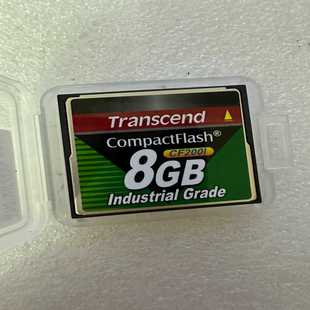 Transcend
CompactFlash®
CF200I
8GB
Industrial Grade